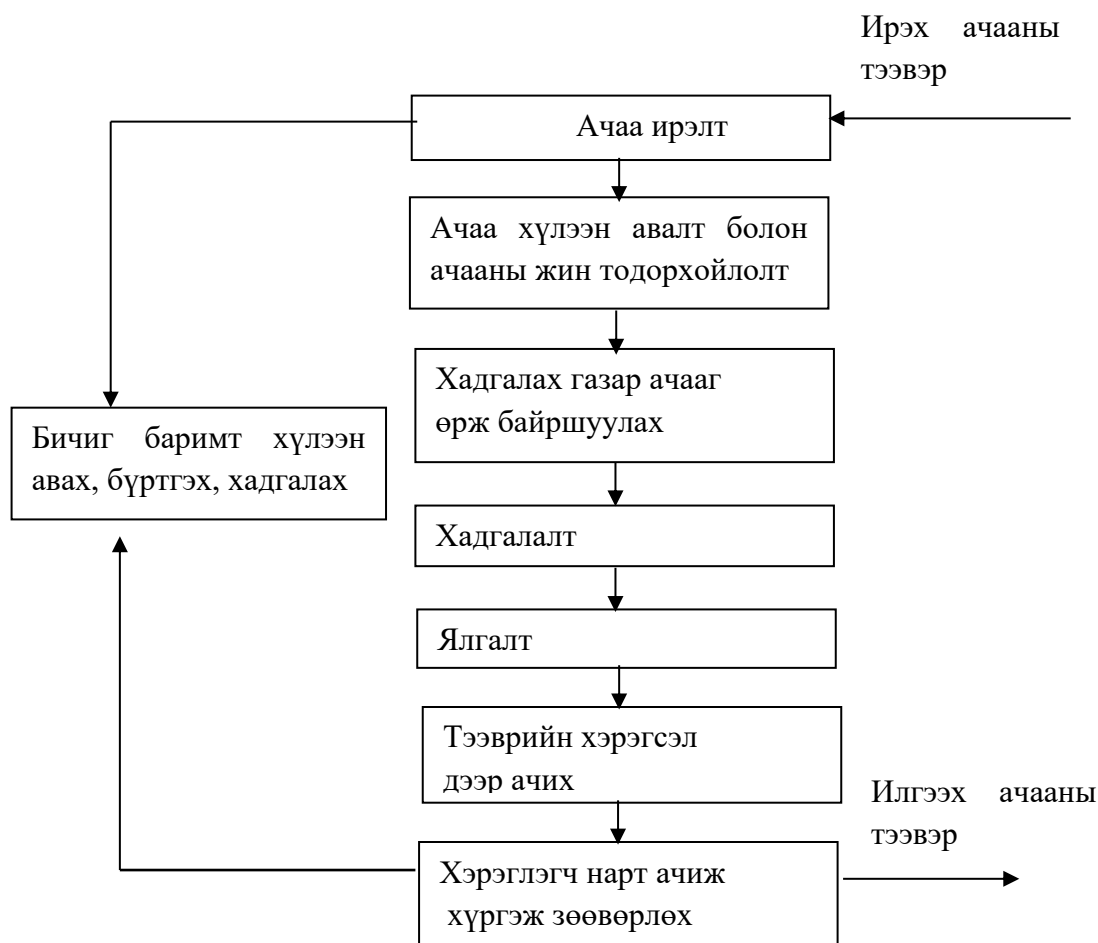 Ирэх ачааны
тээвэр
Ачаа ирэлт
Ачаа хүлээн авалт болон
ачааны жин тодорхойлолт
Хадгалах газар ачааг
өрж байршуулах
Бичиг баримт хүлээн
авах, бүртгэх, хадгалах
Хадгалалт
Ялгалт
Тээврийн хэрэгсэл
дээр ачих
Илгээх ачааны
тээвэр
Хэрэглэгч нарт ачиж
хүргэж зөөвөрлөх